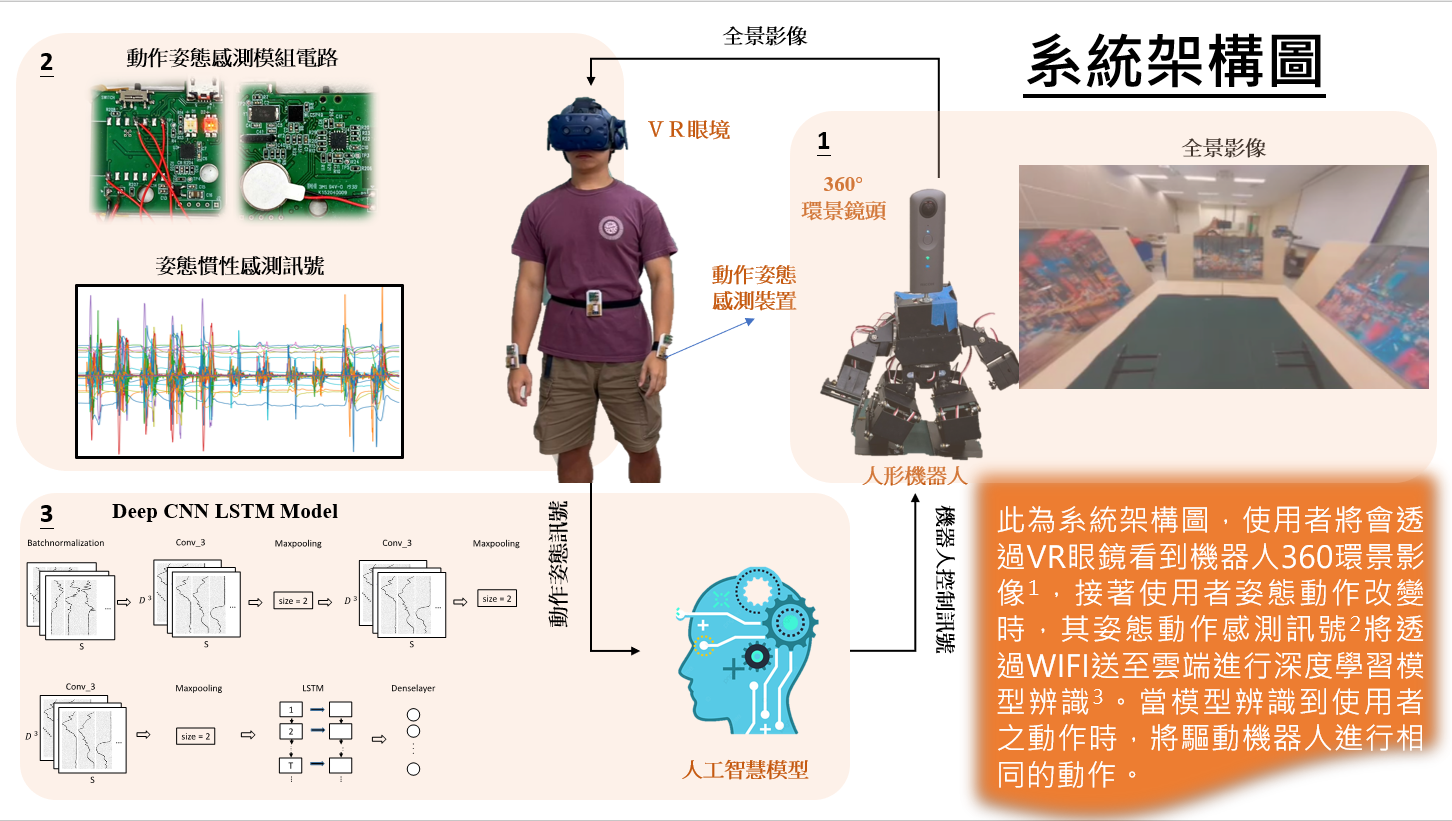 系統架構圖
全景影像
2
動作姿態感測模組電路
姿態慣性感測訊號
ＶＲ眼境
動作姿態
感測裝置
1
360°
環景鏡頭
全景影像
人形機器人
3
Deep CNN LSTM Model
Batchnormalization
Conv_3
Maxpooling
Conv_3
Maxpooling
D 3
...
S
size = 2
D 3
...
S
size = 2
Conv_3
Maxpooling
LSTM
Denselayer
D 3
...
S
size = 2
1
2
T
動作姿態訊號
人工智慧模型
機器人控制訊號
此為系統架構圖，使用者將會透
過VR眼鏡看到機器人360環景影
像1，接著使用者姿態動作改變
時，其姿態動作感測訊號2將透
過WIFI送至雲端進行深度學習模
型辨識3。當模型辨識到使用者
之動作時，將驅動機器人進行相
同的動作。